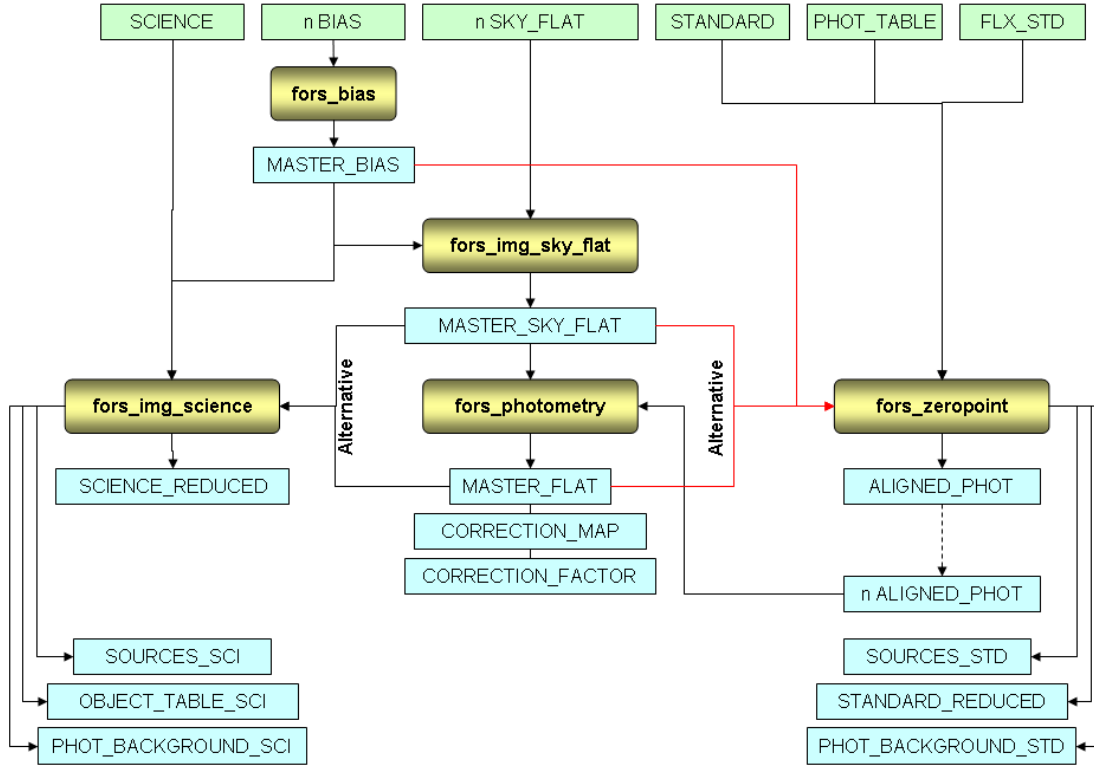 SCIENCE
n BIAS
n SKY_FLAT
STANDARD
PHOT_TABLE
FLX_STD
fors_bias
MASTER_BIAS
fors_img_sky_flat
MASTER_SKY_FLAT
Alternative
Alternative
fors_img_science
fors_photometry
fors_zeropoint
SCIENCE_REDUCED
MASTER_FLAT
ALIGNED_PHOT
CORRECTION_MAP
CORRECTION_FACTOR
n ALIGNED_PHOT
SOURCES_SCI
SOURCES_STD
OBJECT_TABLE_SCI
STANDARD_REDUCED
PHOT_BACKGROUND_SCI
PHOT_BACKGROUND_STD